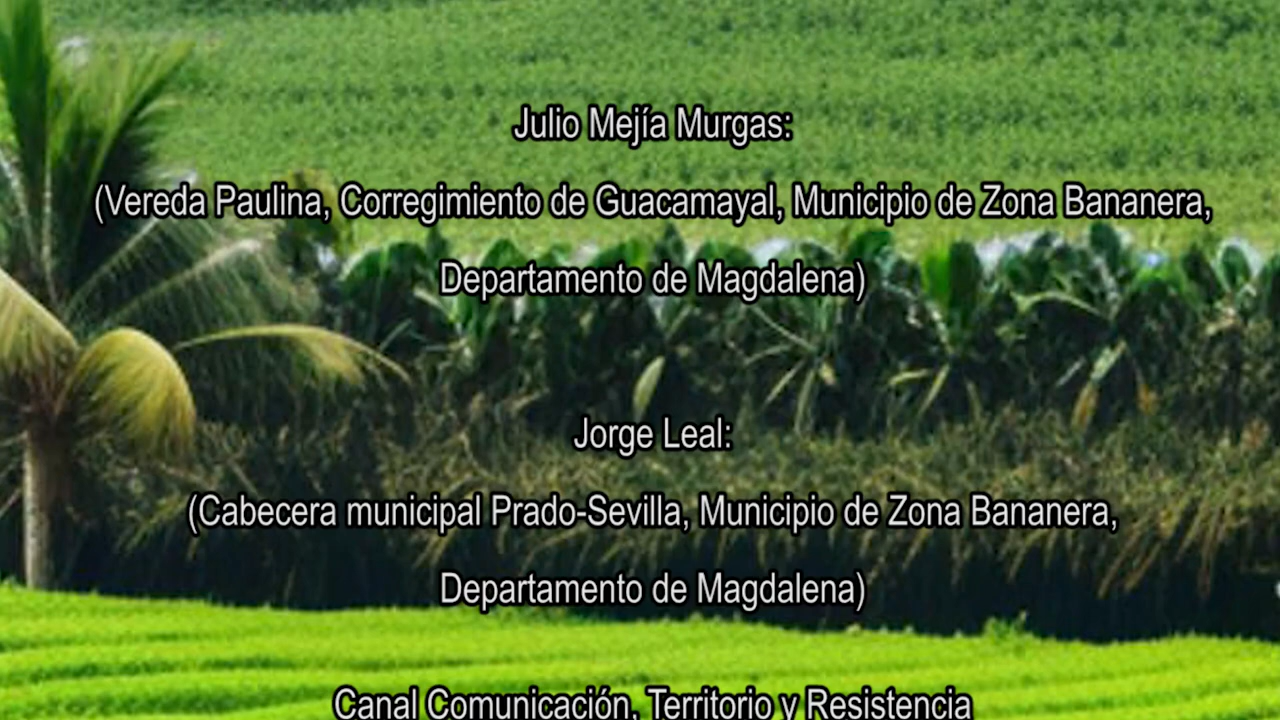 Julio Mejía Murgas:
(Vereda Paulina, Corregimiento de Guacamayal, Municipio de Zona Bananera,
Departamento de Magdalena)
Jorge Leal:
(Cabecera municipal Prado-Sevilla, Municipio de Zona Bananera,
Departamento de Magdalena)
Canal Comunicación, Territorio y Resistencia